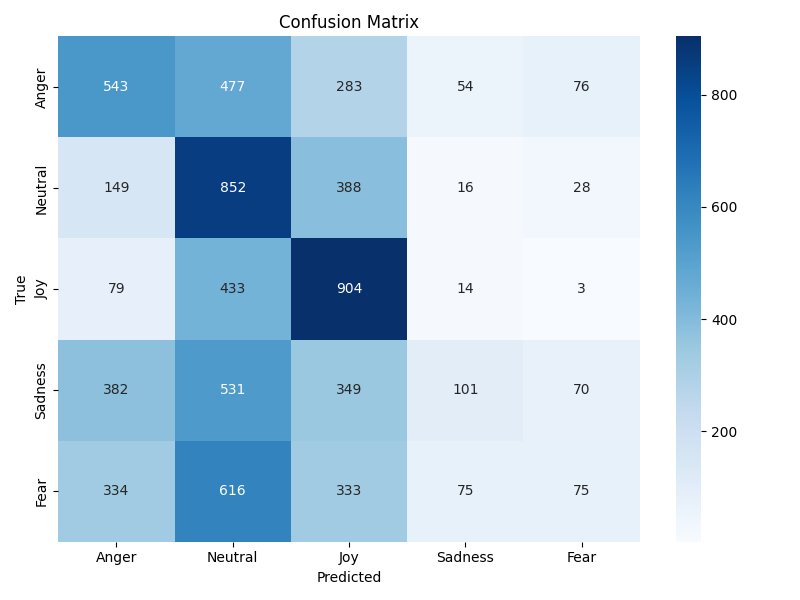 Confusion Matrix
True
Anger 543 477 283 54 76
Neutral 149 852 388 16 28
Joy 79 433 904 14 3
Sadness 382 531 349 101 70
Fear 334 616 333 75 75
Anger Neutral Joy Sadness Fear
Predicted
800
600
400
200